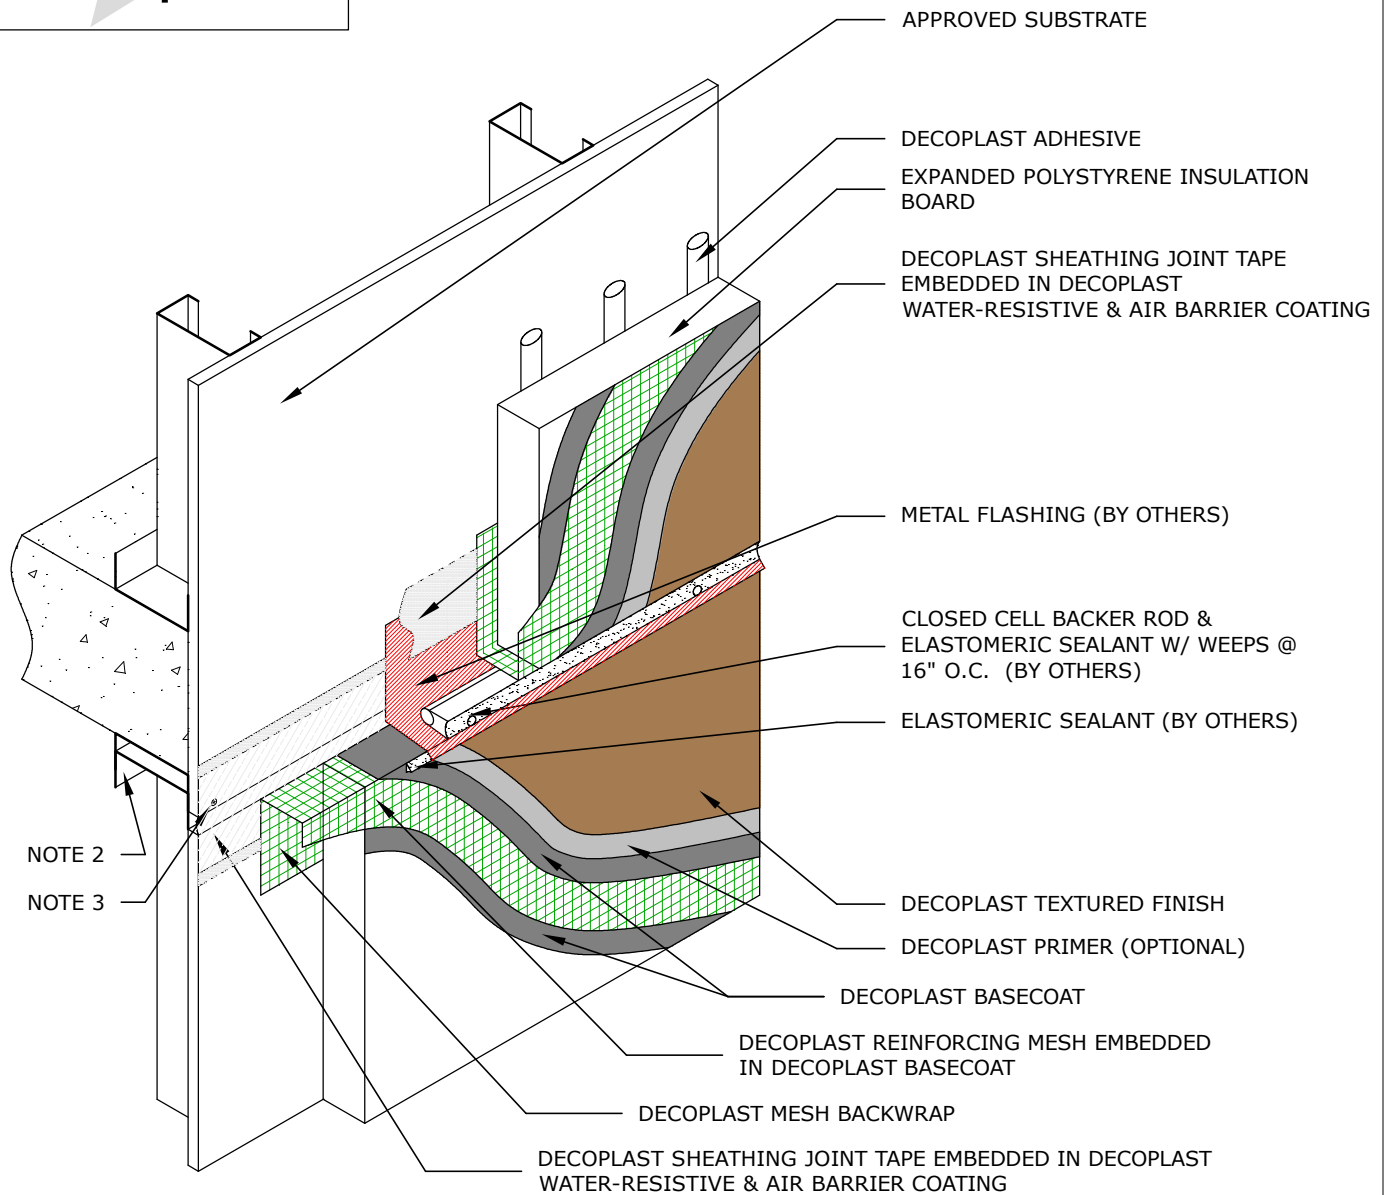 APPROVED SUBSTRATE
DECOPLAST ADHESIVE
EXPANDED POLYSTYRENE INSULATION
BOARD
DECOPLAST SHEATHING JOINT TAPE
EMBEDDED IN DECOPLAST
WATER-RESISTIVE & AIR BARRIER COATING
METAL FLASHING (BY OTHERS)
CLOSED CELL BACKER ROD &
ELASTOMERIC SEALANT W/ WEEPS @
16" O.C. (BY OTHERS)
ELASTOMERIC SEALANT (BY OTHERS)
NOTE 2
NOTE 3
DECOPLAST TEXTURED FINISH
DECOPLAST PRIMER (OPTIONAL)
DECOPLAST BASECOAT
DECOPLAST REINFORCING MESH EMBEDDED
IN DECOPLAST BASECOAT
DECOPLAST MESH BACKWRAP
DECOPLAST SHEATHING JOINT TAPE EMBEDDED IN DECOPLAST
WATER-RESISTIVE & AIR BARRIER COATING